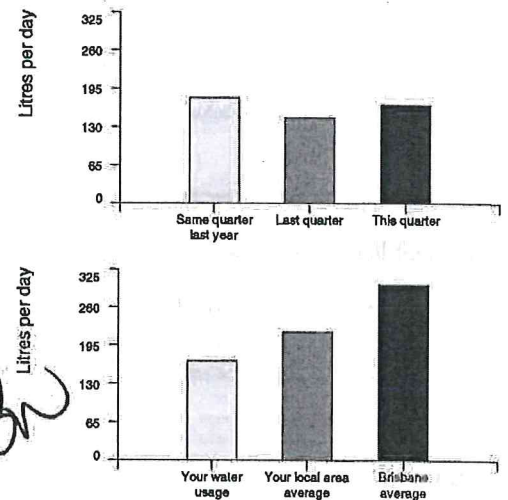 Litres per day
325
260
195
130
65
0
Same quarter
last year
Last quarter
This quarter
Litres per day
325
260
195
130
65
0
Your water
usage
Your local area
average
Brisbane
average